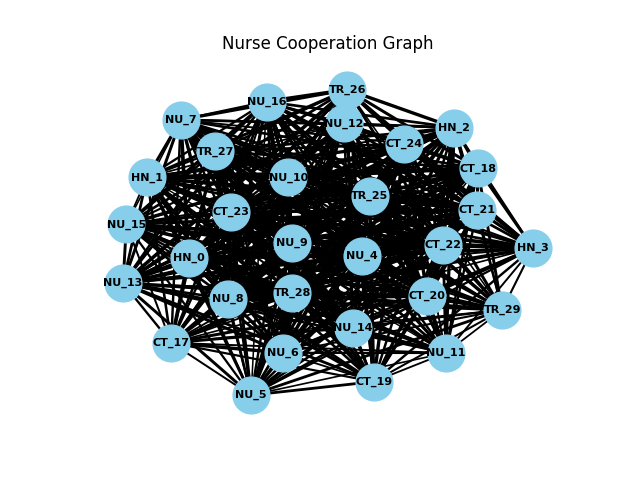 Nurse Cooperation Graph
TR_26
NU_16
NU_7
NU_12
HN_2
CT_24
TR_27
CT_18
HN_1
NU_10
TR_25
CT_23
CT_21
NU_15
NU_9
CT_22
HN_3
NU_4
HN_0
NU_13
TR_28
CT_20
NU_8
TR_29
NU_14
CT_17
NU_6
NU_11
CT_19
NU_5